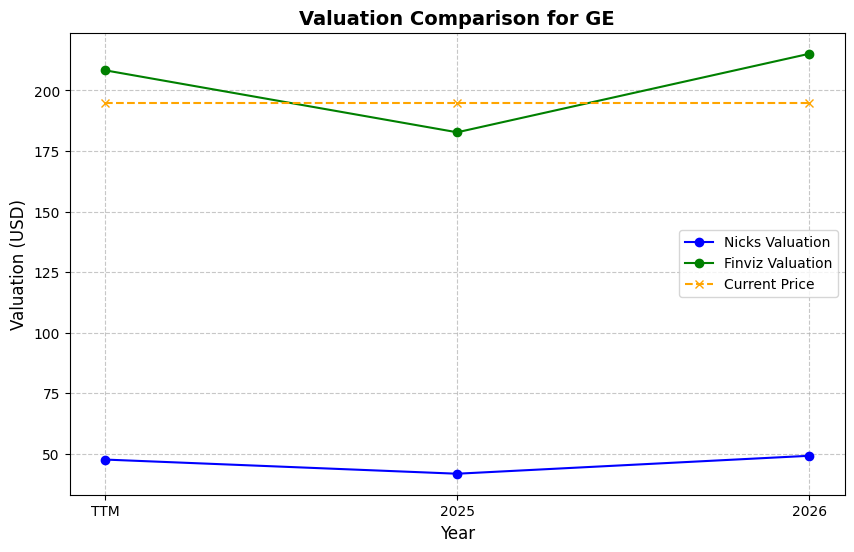 Valuation Comparison for GE
Valuation (USD)
200
175
150
125
100
75
50
Nicks Valuation
Finviz Valuation
Current Price
TTM
2025
2026
Year